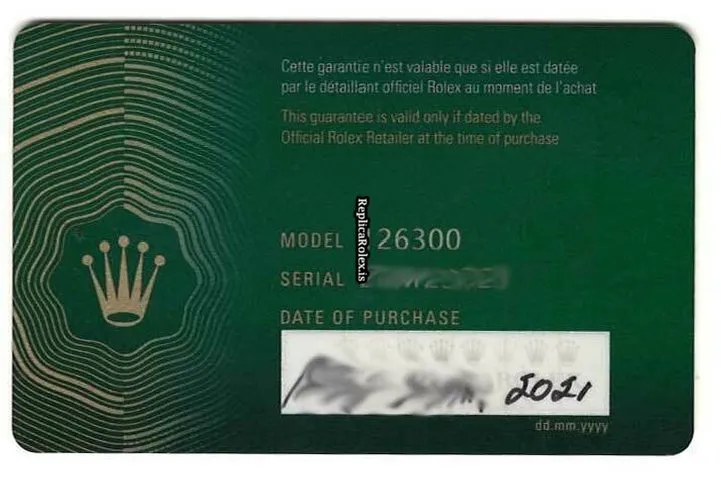 Cette garantie n'est valable que si elle est datée
par le détaillant officiel Rolex au moment de l'achat
This guarantee is valid only if dated by the
Official Rolex Retailer at the time of purchase
ReplicaRolex.is
MODEL 26300
SERIAL
DATE OF PURCHASE
2021
dd.mm.yyyy